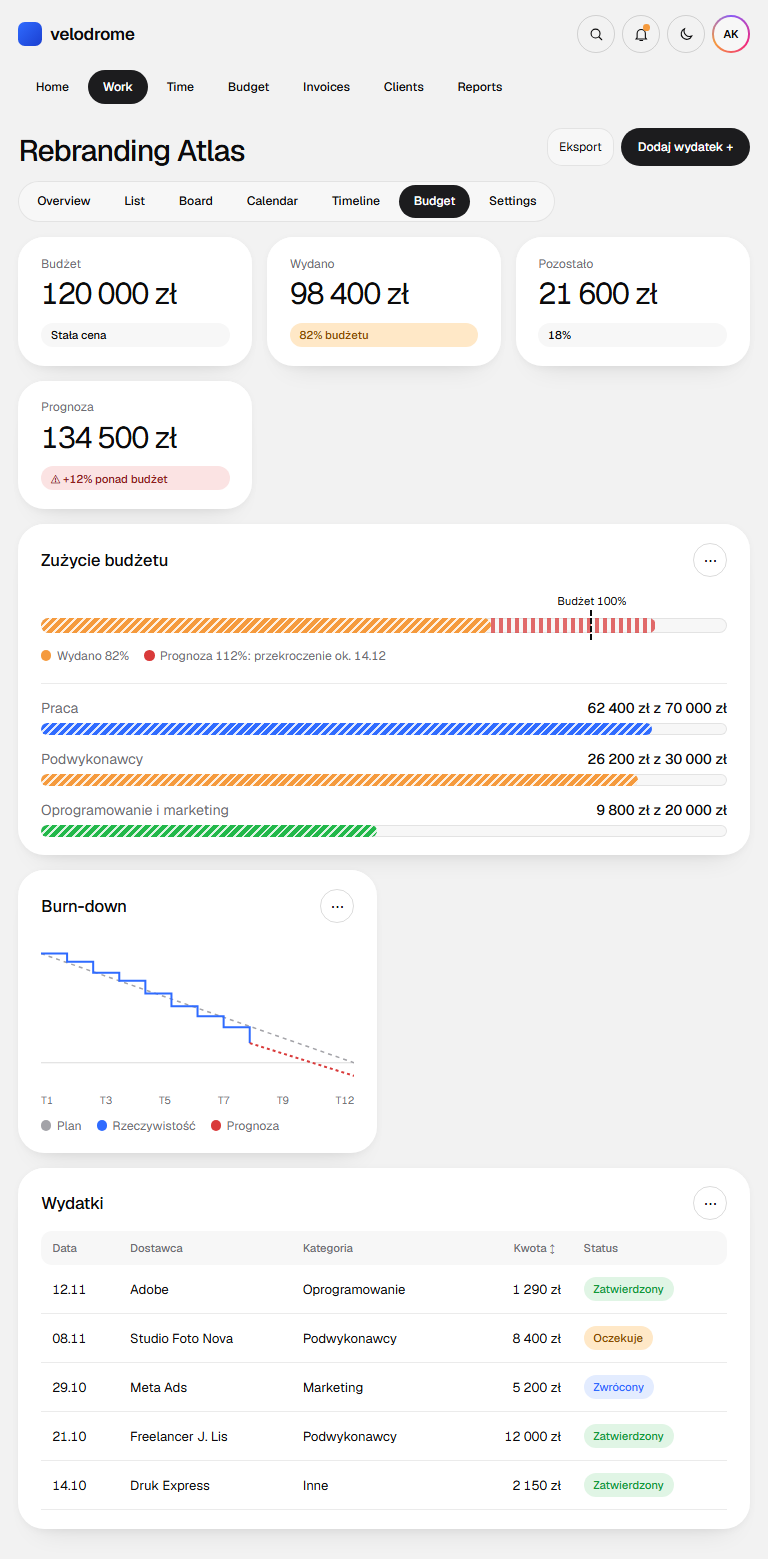 velodrome
AK
Home Work Time Budget Invoices Clients Reports
Rebranding Atlas
Eksport
Dodaj wydatek +
Overview List Board Calendar Timeline Budget Settings
Budżet
120 000 zł
Stała cena
Wydano
98 400 zł
82% budżetu
Pozostało
21 600 zł
18%
Prognoza
134 500 zł
⚠ +12% ponad budżet
Zużycie budżetu
Budżet 100%
Wydano 82% Prognoza 112%: przekroczenie ok. 14.12
Praca 62 400 zł z 70 000 zł
Podwykonawcy 26 200 zł z 30 000 zł
Oprogramowanie i marketing 9 800 zł z 20 000 zł
Burn-down
T1 T3 T5 T7 T9 T12
Plan Rzeczywistość Prognoza
Wydatki
Data Dostawca Kategoria Kwota ↕ Status
12.11 Adobe Oprogramowanie 1 290 zł Zatwierdzony
08.11 Studio Foto Nova Podwykonawcy 8 400 zł Oczekuje
29.10 Meta Ads Marketing 5 200 zł Zwrócony
21.10 Freelancer J. Lis Podwykonawcy 12 000 zł Zatwierdzony
14.10 Druk Express Inne 2 150 zł Zatwierdzony